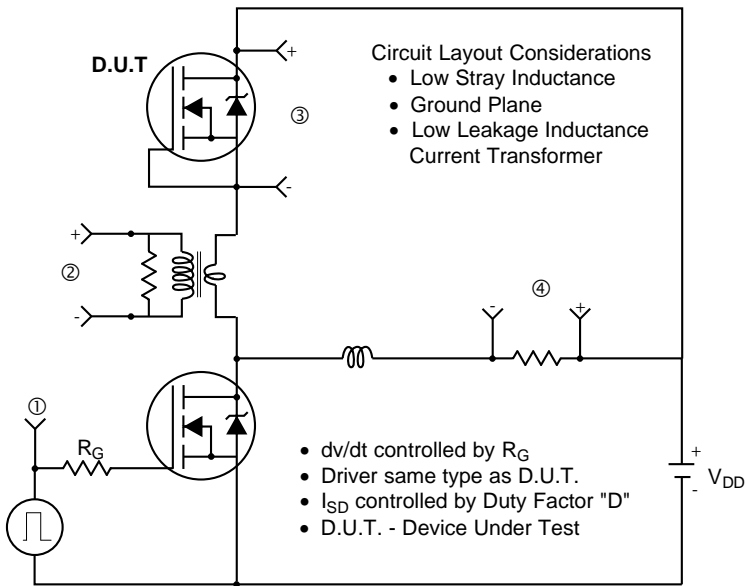 D.U.T
+
③
-
Circuit Layout Considerations
• Low Stray Inductance
• Ground Plane
• Low Leakage Inductance
Current Transformer
+
②
-
④
-
+
①
R_G
+
V_DD
-
• dv/dt controlled by R_G
• Driver same type as D.U.T.
• I_SD controlled by Duty Factor "D"
• D.U.T. - Device Under Test